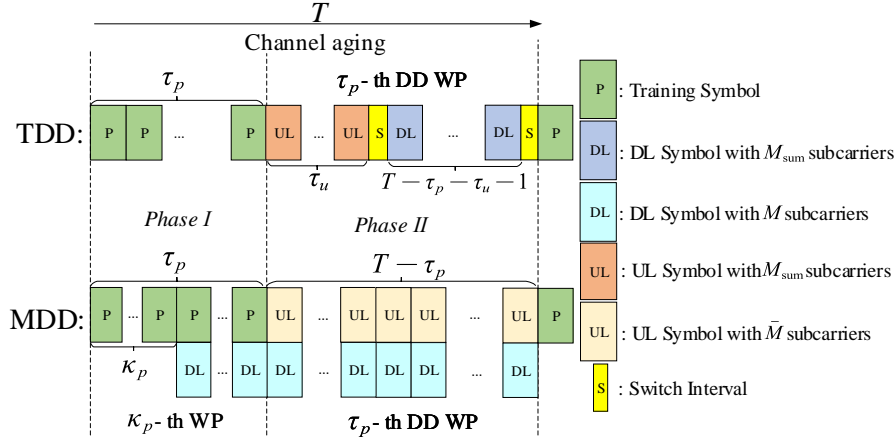 T
Channel aging
τ_p
τ_p- th DD WP
TDD: P P ... P UL ... UL S DL ... DL S P
τ_u
T − τ_p − τ_u − 1
Phase I
Phase II
τ_p
T − τ_p
MDD: P ... P P ... P UL ... UL UL UL ... UL P
κ_p
DL ... DL DL ... DL DL DL ... DL
κ_p- th WP
τ_p- th DD WP
P : Training Symbol
DL : DL Symbol with M_sum subcarriers
DL : DL Symbol with M subcarriers
UL : UL Symbol with M_sum subcarriers
UL : UL Symbol with M̄ subcarriers
S : Switch Interval